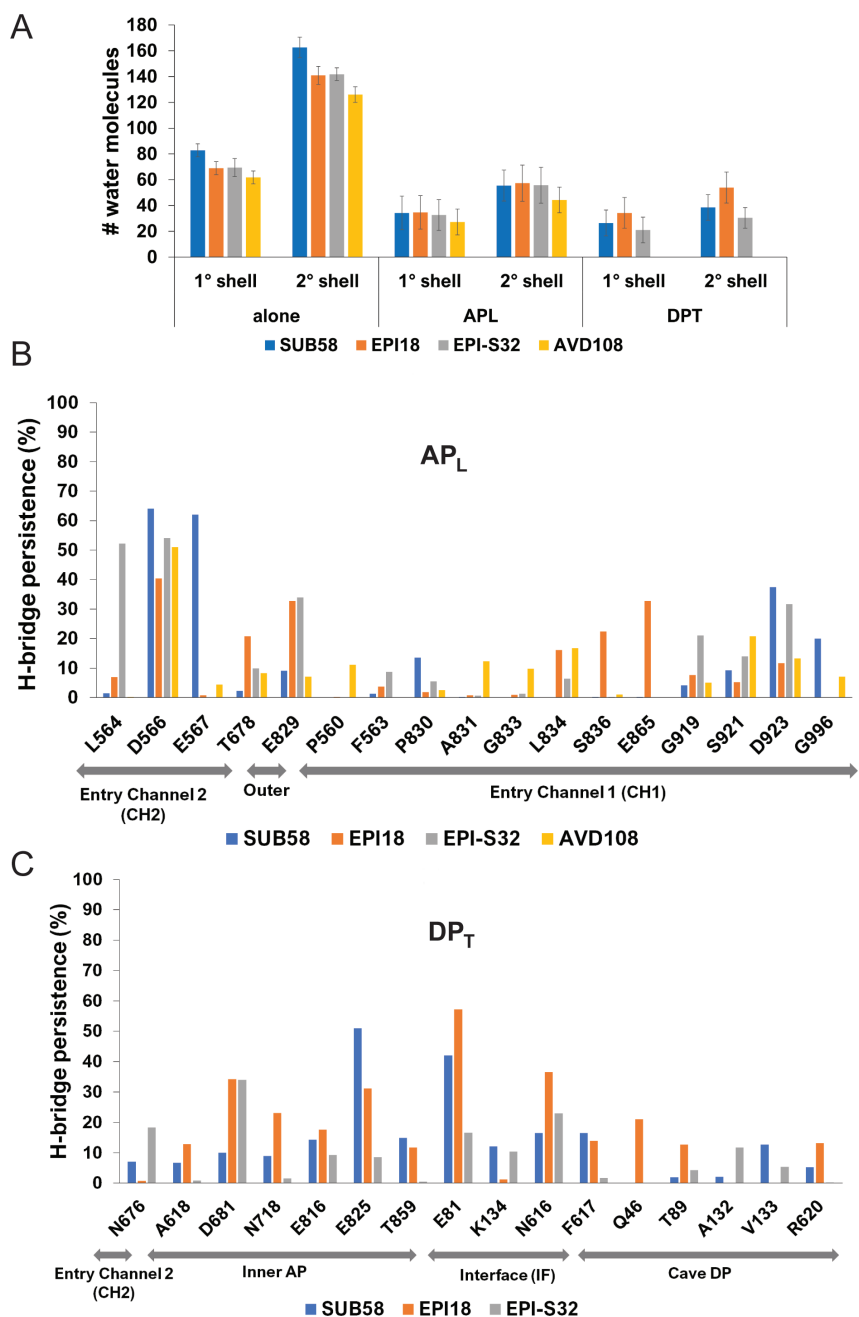 A
# water molecules
180
160
140
120
100
80
60
40
20
0
1° shell 2° shell 1° shell 2° shell 1° shell 2° shell
alone APL DPT
SUB58 EPI18 EPI-S32 AVD108
B
H-bridge persistence (%)
100
90
80
70
60
50
40
30
20
10
0
APL
L564 D566 E567 T678 E829 P560 F563 P830 A831 G833 L834 S836 E865 G919 S921 D923 G996
Entry Channel 2
(CH2)
Outer
Entry Channel 1 (CH1)
SUB58 EPI18 EPI-S32 AVD108
C
H-bridge persistence (%)
100
90
80
70
60
50
40
30
20
10
0
DPT
N676 A618 D681 N718 E816 E825 T859 E81 K134 N616 F617 Q46 T89 A132 V133 R620
Entry Channel 2
(CH2)
Inner AP
Interface (IF)
Cave DP
SUB58 EPI18 EPI-S32